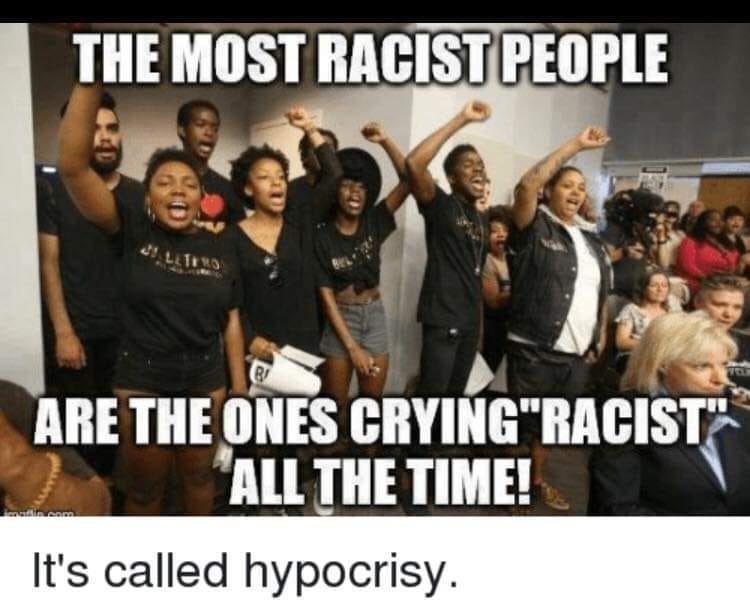 THE MOST RACIST PEOPLE
ARE THE ONES CRYING"RACIST"
"ALL THE TIME!
It's called hypocrisy.